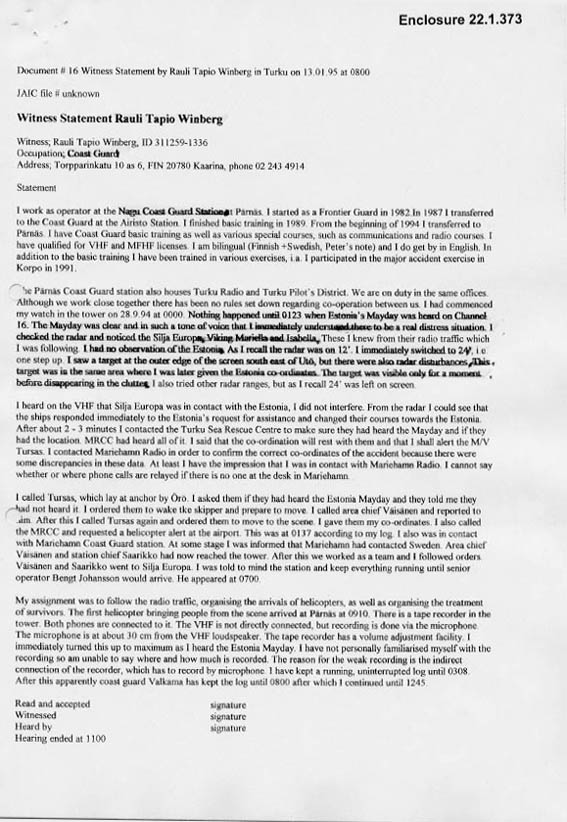 Enclosure 22.1.373
Document # 16 Witness Statement by Rauli Tapio Winberg in Turku on 13.01.95 at 0800
JAIC file # unknown
Witness Statement Rauli Tapio Winberg
Witness; Rauli Tapio Winberg, ID 311259-1336
Occupation; Coast Guard
Address; Torpparinkatu 10 as 6, FIN 20780 Kaarina, phone 02 243 4914
Statement
I work as operator at the Nagu Coast Guard Station at Pärnäs. I started as a Frontier Guard in 1982.In 1987 I transferred
to the Coast Guard at the Airisto Station. I finished basic training in 1989. From the beginning of 1994 I transferred to
Pärnäs. I have Coast Guard basic training as well as various special courses, such as communications and radio courses. I
have qualified for VHF and MFHF licenses. I am bilingual (Finnish +Swedish, Peter's note) and I do get by in English. In
addition to the basic training I have been trained in various exercises, i.a. I participated in the major accident exercise in
Korpo in 1991.
The Pärnäs Coast Guard station also houses Turku Radio and Turku Pilot's District. We are on duty in the same offices.
Although we work close together there has been no rules set down regarding co-operation between us. I had commenced
my watch in the tower on 28.9.94 at 0000. Nothing happened until 0123 when Estonia's Mayday was heard on Channel
16. The Mayday was clear and in such a tone of voice that I immediately understood there to be a real distress situation. I
checked the radar and noticed the Silja Europa, Viking Mariella and Isabella. These I knew from their radio traffic which
I was following. I had no observation of the Estonia. As I recall the radar was on 12'. I immediately switched to 24', i.e
one step up. I saw a target at the outer edge of the screen south east of Utö, but there were also radar disturbances. This
target was in the same area where I was later given the Estonia co-ordinates. The target was visible only for a moment
before disappearing in the clutter. I also tried other radar ranges, but as I recall 24' was left on screen.
I heard on the VHF that Silja Europa was in contact with the Estonia, I did not interfere. From the radar I could see that
the ships responded immediately to the Estonia's request for assistance and changed their courses towards the Estonia.
After about 2 - 3 minutes I contacted the Turku Sea Rescue Centre to make sure they had heard the Mayday and if they
had the location. MRCC had heard all of it. I said that the co-ordination will rest with them and that I shall alert the M/V
Tursas. I contacted Mariehamn Radio in order to confirm the correct co-ordinates of the accident because there were
some discrepancies in these data. At least I have the impression that I was in contact with Mariehamn Radio. I cannot say
whether or where phone calls are relayed if there is no one at the desk in Mariehamn.
I called Tursas, which lay at anchor by Örö. I asked them if they had heard the Estonia Mayday and they told me they
had not heard it. I ordered them to wake tke skipper and prepare to move. I called area chief Väisänen and reported to
him. After this I called Tursas again and ordered them to move to the scene. I gave them my co-ordinates. I also called
the MRCC and requested a helicopter alert at the airport. This was at 0137 according to my log. I also was in contact
with Mariehamn Coast Guard station. At some stage I was informed that Mariehamn had contacted Sweden. Area chief
Väisänen and station chief Saarikko had now reached the tower. After this we worked as a team and I followed orders.
Väisänen and Saarikko went to Silja Europa. I was told to mind the station and keep everything running until senior
operator Bengt Johansson would arrive. He appeared at 0700.
My assignment was to follow the radio traffic, organising the arrivals of helicopters, as well as organising the treatment
of survivors. The first helicopter bringing people from the scene arrived at Pärnäs at 0910. There is a tape recorder in the
tower. Both phones are connected to it. The VHF is not directly connected, but recording is done via the microphone.
The microphone is at about 30 cm from the VHF loudspeaker. The tape recorder has a volume adjustment facility. I
immediately turned this up to maximum as I heard the Estonia Mayday. I have not personally familiarised myself with the
recording so am unable to say where and how much is recorded. The reason for the weak recording is the indirect
connection of the recorder, which has to record by microphone. I have kept a running, uninterrupted log until 0308.
After this apparently coast guard Valkama has kept the log until 0800 after which I continued until 1245.
Read and accepted signature
Witnessed signature
Heard by signature
Hearing ended at 1100